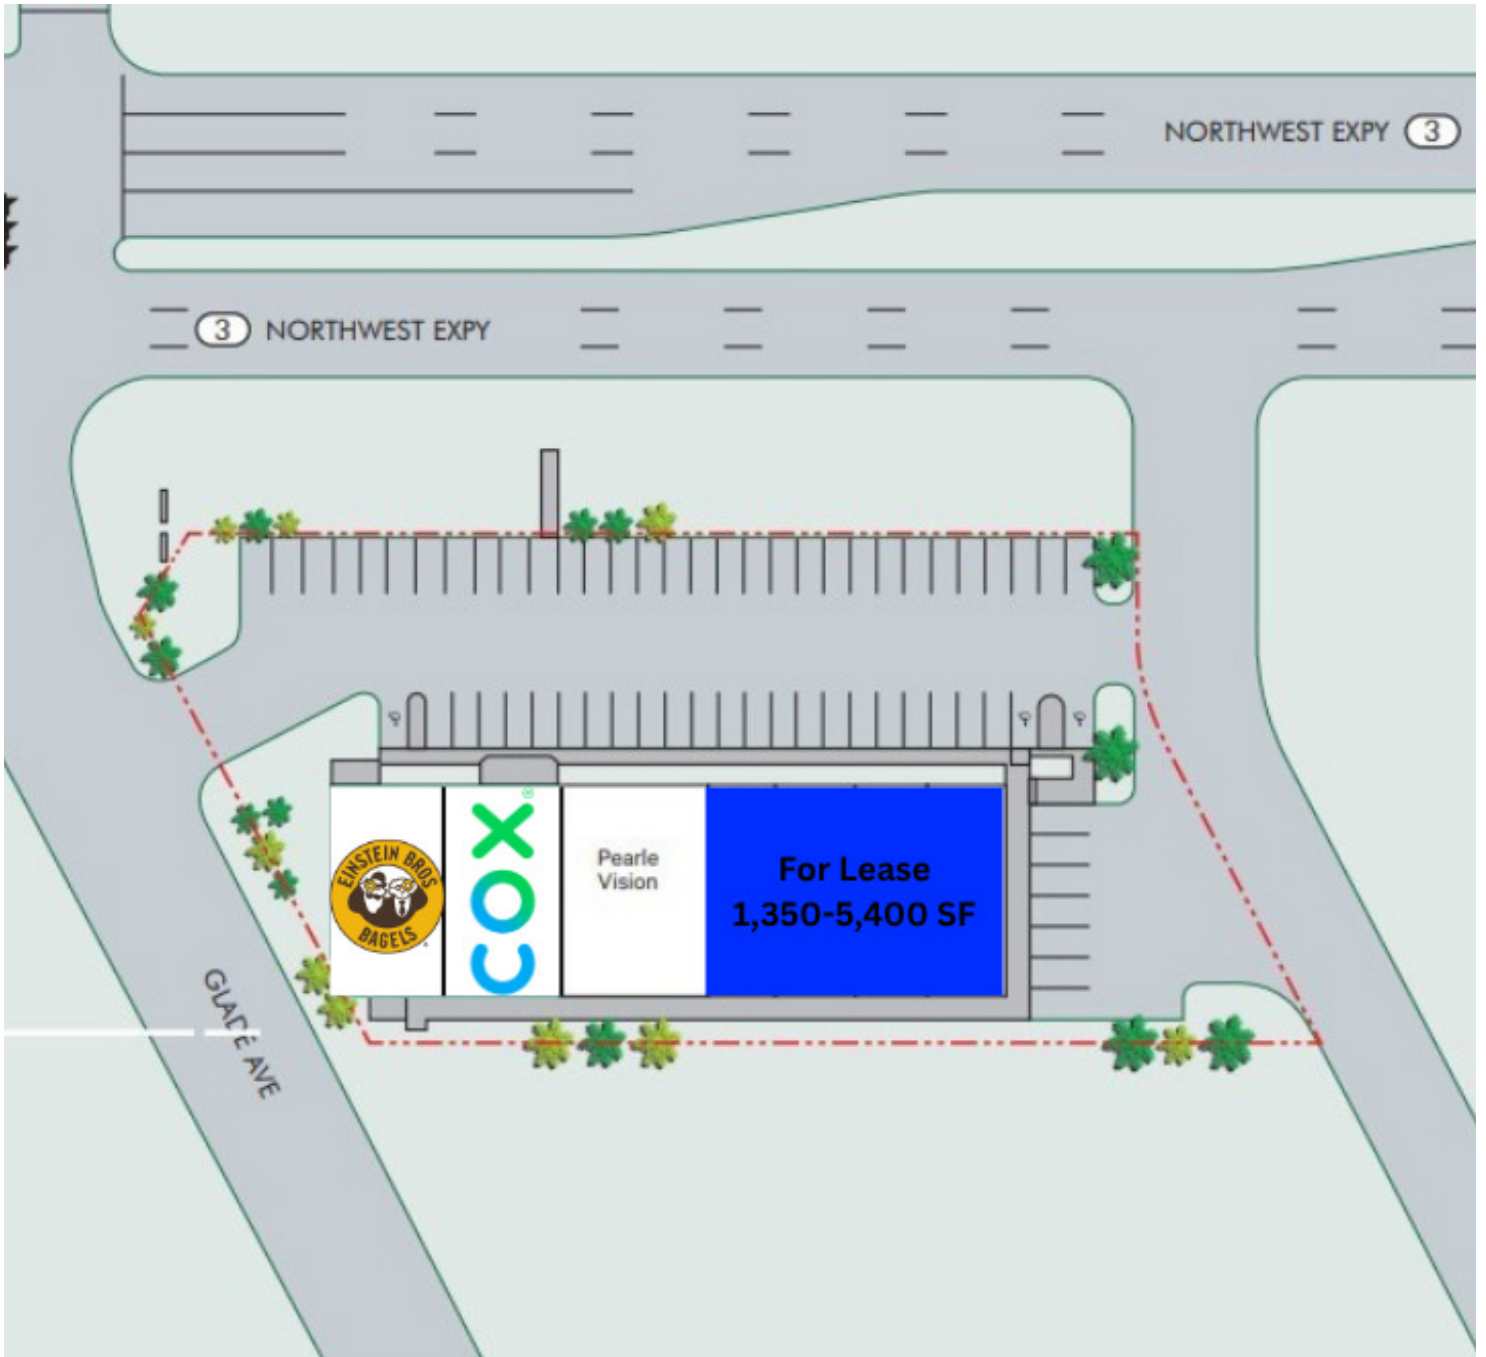 NORTHWEST EXPY 3
3 NORTHWEST EXPY
EINSTEIN BROS
BAGELS
COX
Pearle
Vision
For Lease
1,350-5,400 SF
GLADE AVE